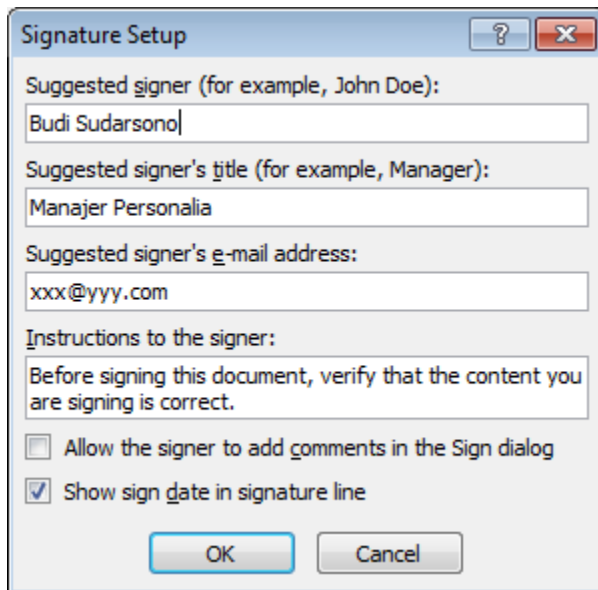 Signature Setup
?
Suggested signer (for example, John Doe):
Budi Sudarsono
Suggested signer's title (for example, Manager):
Manajer Personalia
Suggested signer's e-mail address:
xxx@yyy.com
Instructions to the signer:
Before signing this document, verify that the content you
are signing is correct.
Allow the signer to add comments in the Sign dialog
Show sign date in signature line
OK Cancel